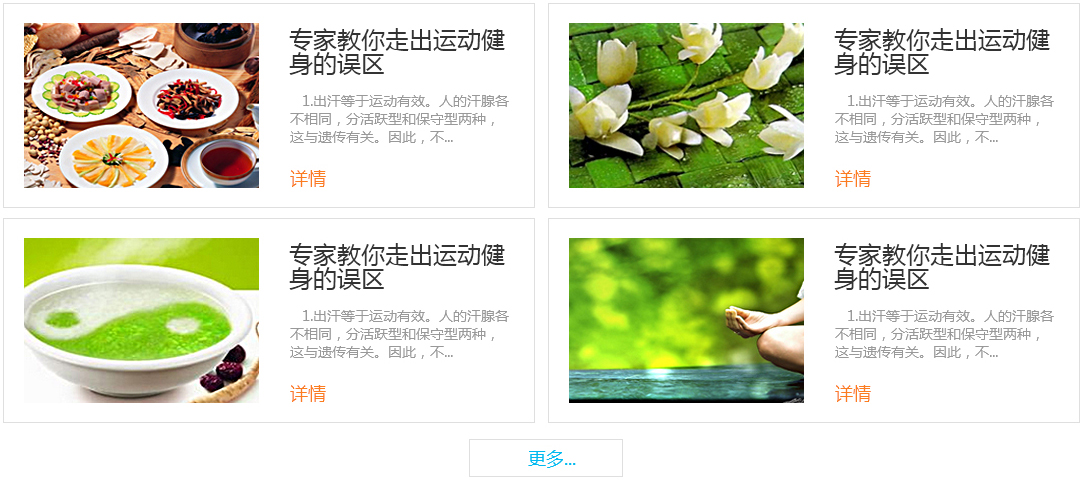 专家教你走出运动健
身的误区
1.出汗等于运动有效。人的汗腺各
不相同，分活跃型和保守型两种，
这与遗传有关。因此，不...
详情
专家教你走出运动健
身的误区
1.出汗等于运动有效。人的汗腺各
不相同，分活跃型和保守型两种，
这与遗传有关。因此，不...
详情
专家教你走出运动健
身的误区
1.出汗等于运动有效。人的汗腺各
不相同，分活跃型和保守型两种，
这与遗传有关。因此，不...
详情
专家教你走出运动健
身的误区
1.出汗等于运动有效。人的汗腺各
不相同，分活跃型和保守型两种，
这与遗传有关。因此，不...
详情
更多...